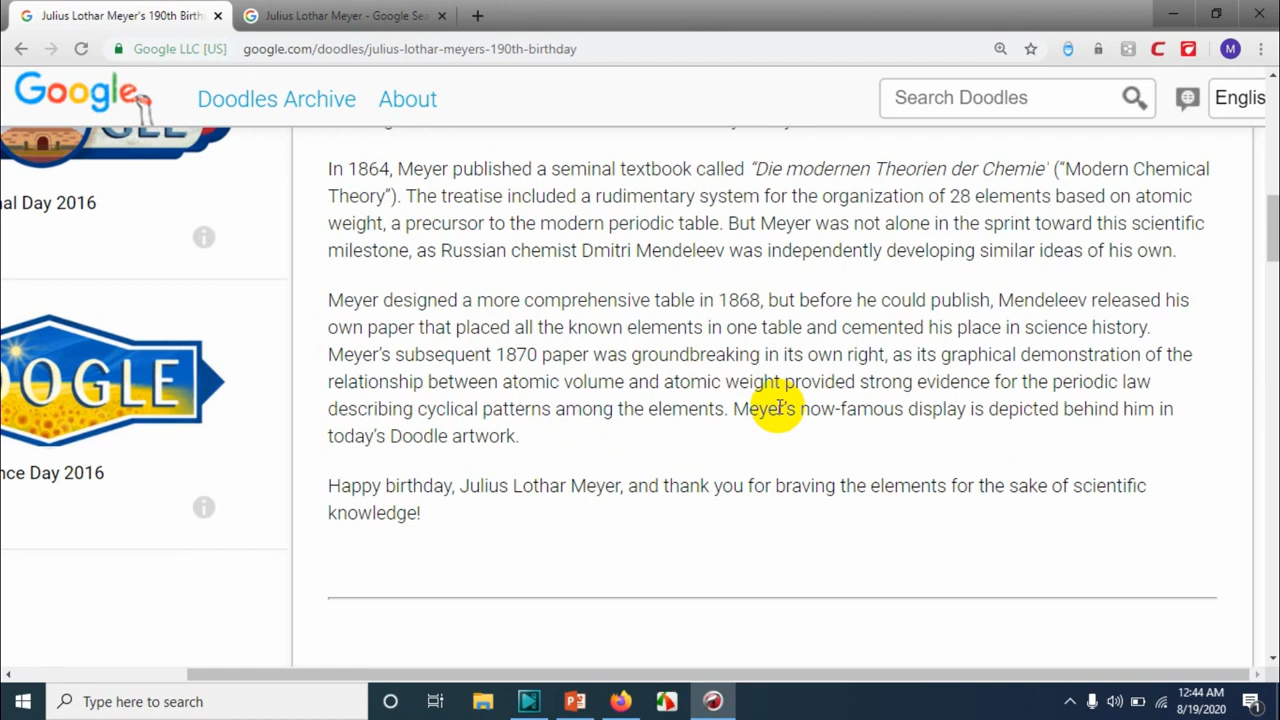 Julius Lothar Meyer's 190th Birth
Julius Lothar Meyer - Google Sea
Google LLC [US]
google.com/doodles/julius-lothar-meyers-190th-birthday
M
Google
Doodles Archive
About
Search Doodles
Englis
nal Day 2016
OOGLE
nce Day 2016
In 1864, Meyer published a seminal textbook called “Die modernen Theorien der Chemie' (“Modern Chemical
Theory”). The treatise included a rudimentary system for the organization of 28 elements based on atomic
weight, a precursor to the modern periodic table. But Meyer was not alone in the sprint toward this scientific
milestone, as Russian chemist Dmitri Mendeleev was independently developing similar ideas of his own.
Meyer designed a more comprehensive table in 1868, but before he could publish, Mendeleev released his
own paper that placed all the known elements in one table and cemented his place in science history.
Meyer’s subsequent 1870 paper was groundbreaking in its own right, as its graphical demonstration of the
relationship between atomic volume and atomic weight provided strong evidence for the periodic law
describing cyclical patterns among the elements. Meyer’s now-famous display is depicted behind him in
today’s Doodle artwork.
Happy birthday, Julius Lothar Meyer, and thank you for braving the elements for the sake of scientific
knowledge!
Type here to search
12:44 AM
8/19/2020